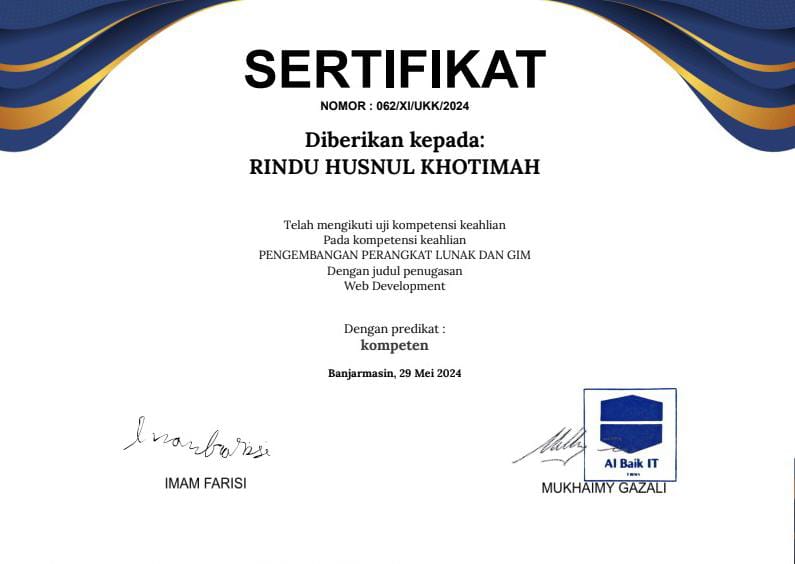 SERTIFIKAT
NOMOR : 062/XI/UKK/2024
Diberikan kepada:
RINDU HUSNUL KHOTIMAH
Telah mengikuti uji kompetensi keahlian
Pada kompetensi keahlian
PENGEMBANGAN PERANGKAT LUNAK DAN GIM
Dengan judul penugasan
Web Development
Dengan predikat :
kompeten
Banjarmasin, 29 Mei 2024
Al Baik IT
IMAM FARISI
MUKHAIMY GAZALI